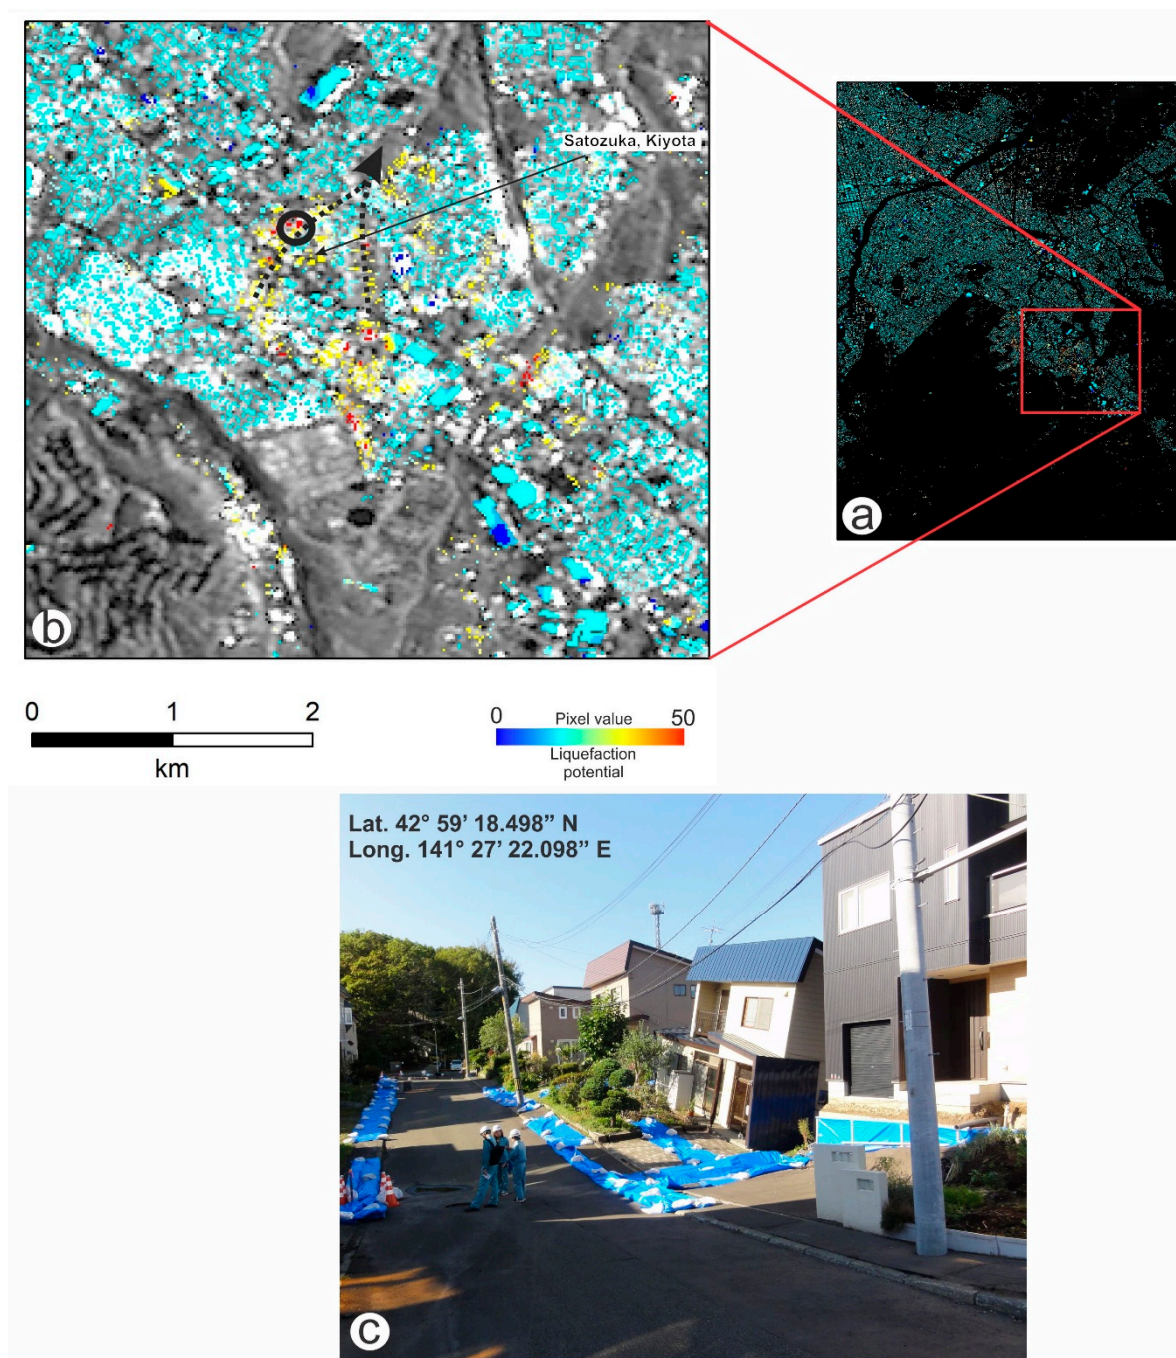 Satozuka, Kiyota
a
b
0 1 2
km
0 Pixel value 50
Liquefaction
potential
Lat. 42° 59’ 18.498” N
Long. 141° 27’ 22.098” E
c